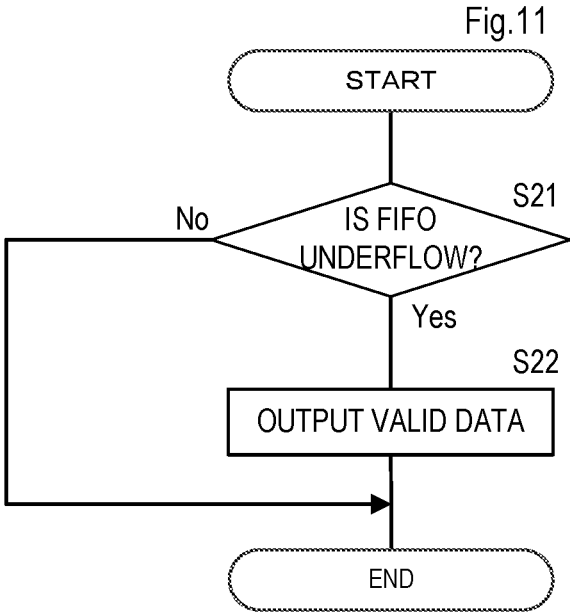 Fig.11
START
S21
No
IS FIFO
UNDERFLOW?
Yes
S22
OUTPUT VALID DATA
END